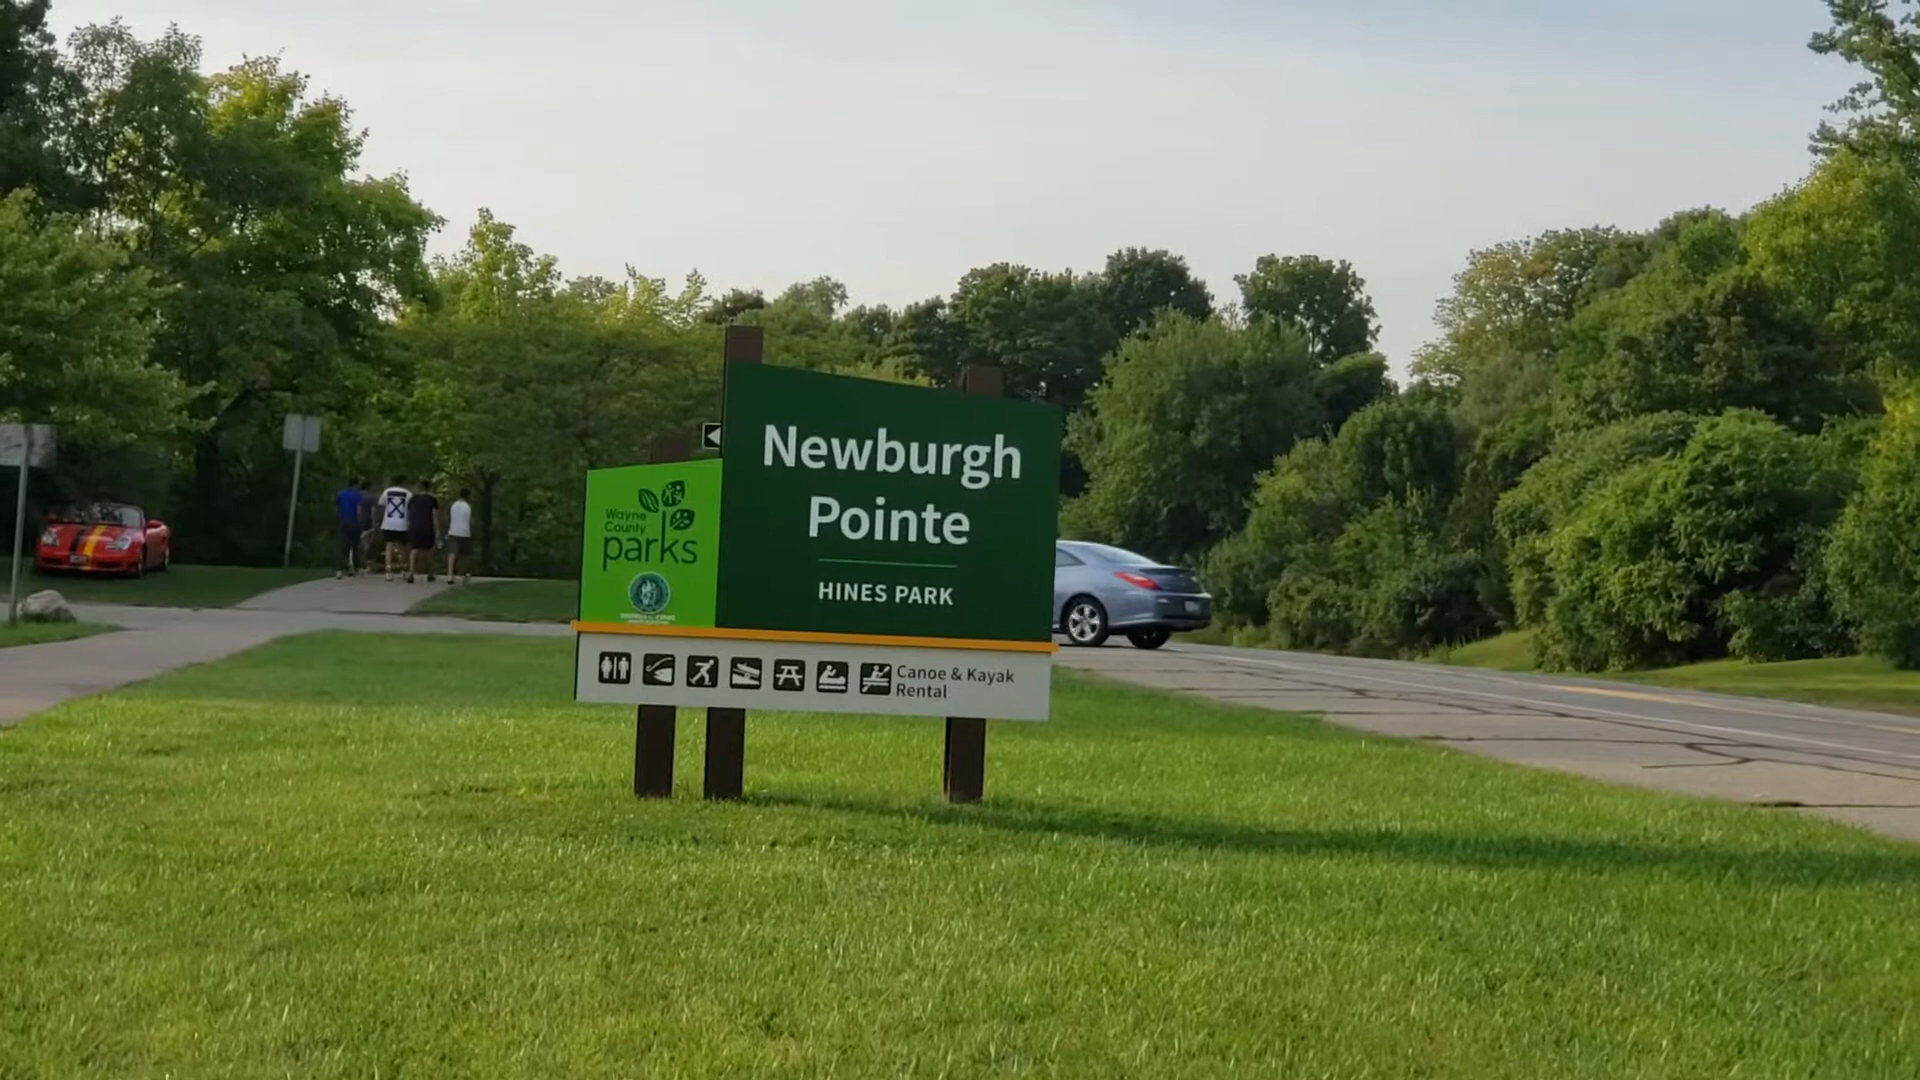 Newburgh
Pointe
HINES PARK
Wayne
County
parks
Canoe & Kayak
Rental